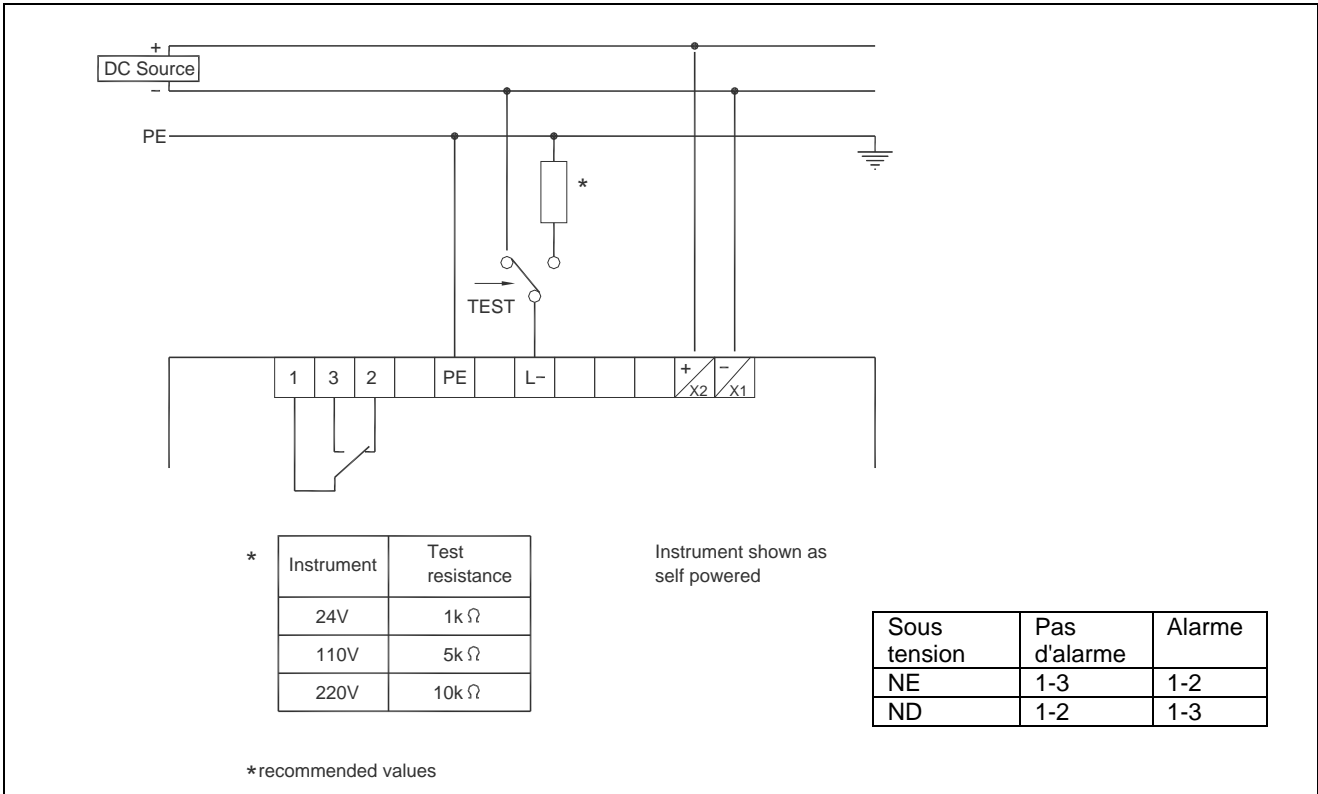 +
DC Source
−
PE
*
TEST
1 3 2 PE L− + X2 − X1
* Instrument Test resistance
24V 1k Ω
110V 5k Ω
220V 10k Ω
Instrument shown as
self powered
Sous tension Pas d'alarme Alarme
NE 1-3 1-2
ND 1-2 1-3
*recommended values